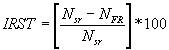 IRST = [ (N_sr − N_FR) / N_sr ] * 100